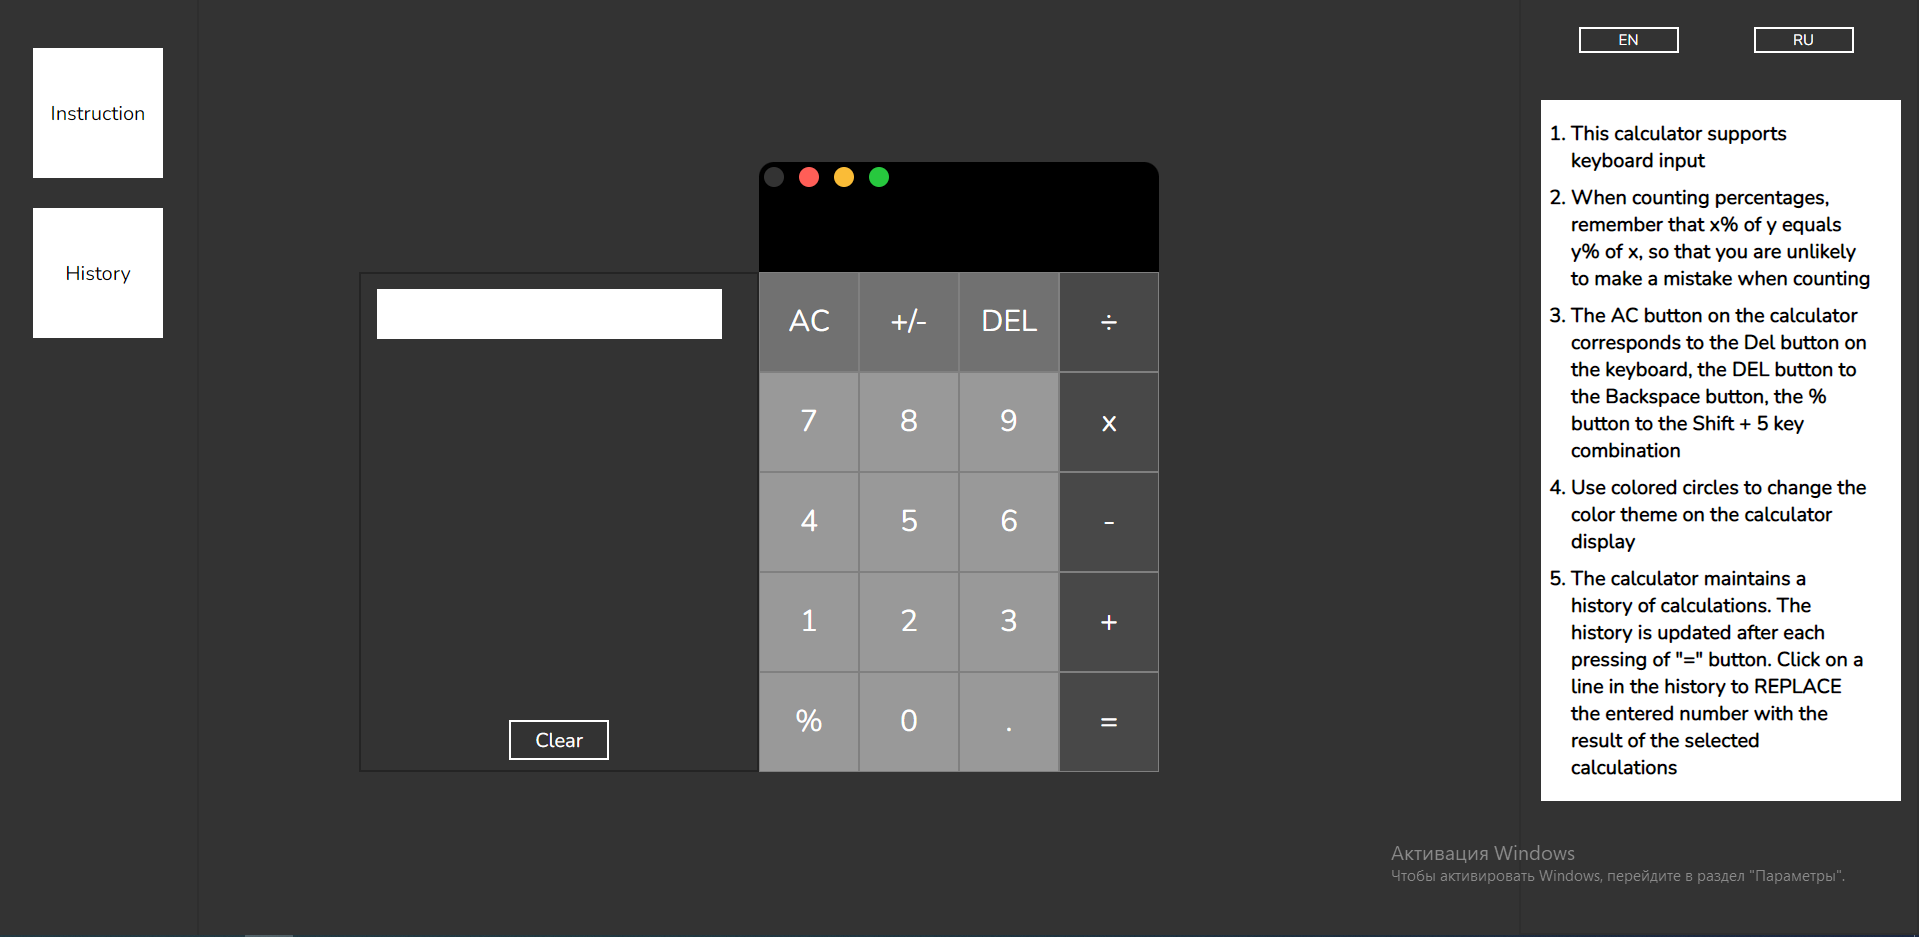 Instruction
History
EN
RU
AC
+/-
DEL
÷
7
8
9
x
4
5
6
-
1
2
3
+
%
0
.
=
Clear
1. This calculator supports
keyboard input
2. When counting percentages,
remember that x% of y equals
y% of x, so that you are unlikely
to make a mistake when counting
3. The AC button on the calculator
corresponds to the Del button on
the keyboard, the DEL button to
the Backspace button, the %
button to the Shift + 5 key
combination
4. Use colored circles to change the
color theme on the calculator
display
5. The calculator maintains a
history of calculations. The
history is updated after each
pressing of "=" button. Click on a
line in the history to REPLACE
the entered number with the
result of the selected
calculations
Активация Windows
Чтобы активировать Windows, перейдите в раздел "Параметры".